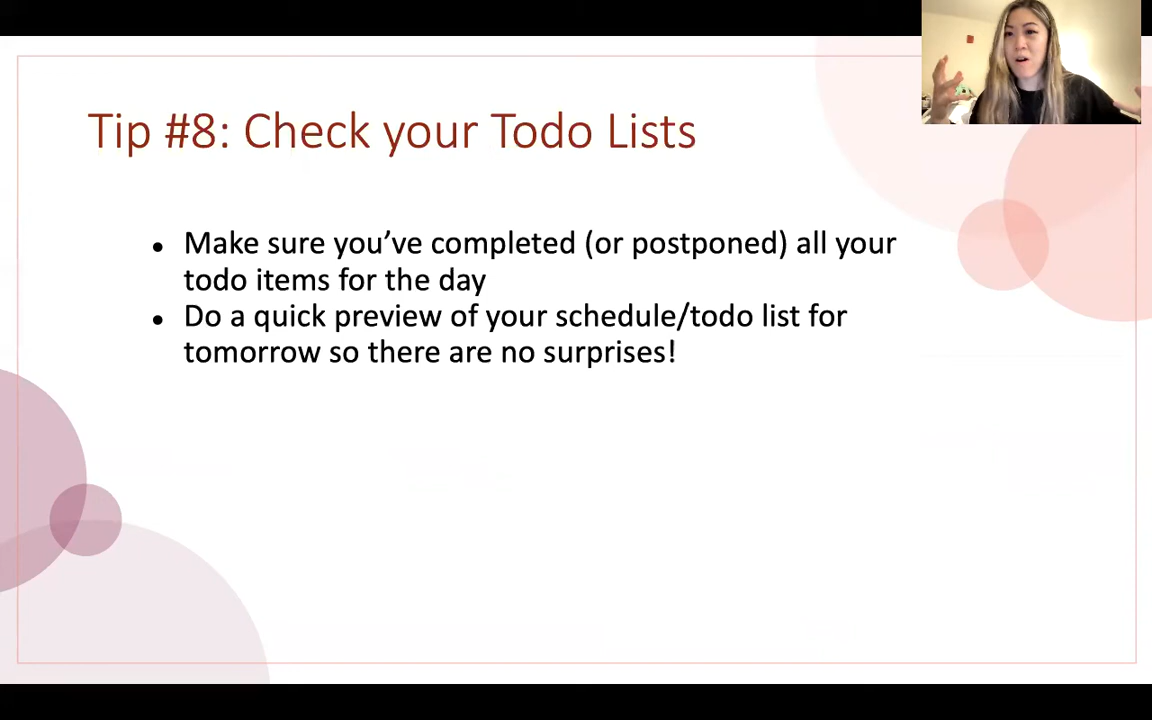 Tip #8: Check your Todo Lists
● Make sure you’ve completed (or postponed) all your
todo items for the day
● Do a quick preview of your schedule/todo list for
tomorrow so there are no surprises!